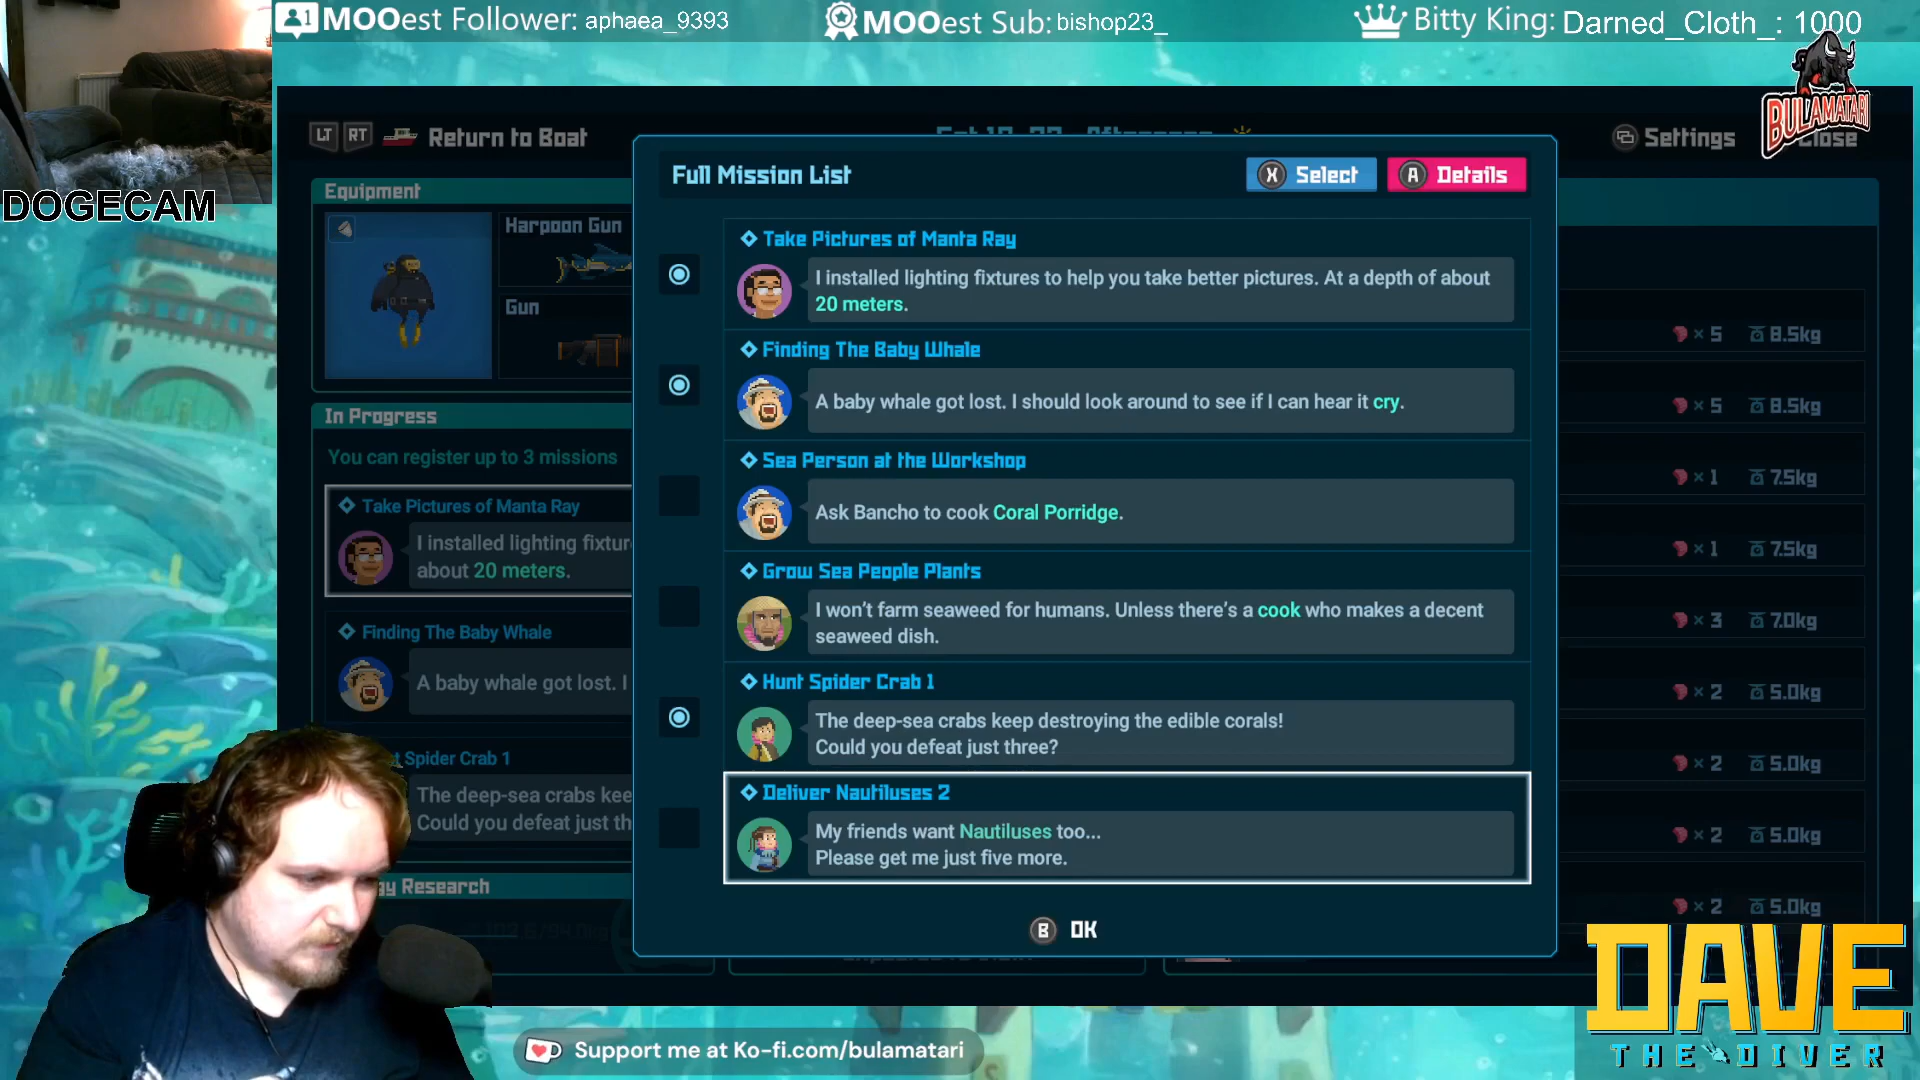 MOOest Follower: aphaea_9393
MOOest Sub: bishop23_
Bitty King: Darned_Cloth_: 1000
BULAMATARI
DOGECAM
LT RT Return to Boat
Settings
Close
Equipment
Harpoon Gun
Gun
In Progress
You can register up to 3 missions
Take Pictures of Manta Ray
I installed lighting fixtur
about 20 meters.
Finding The Baby Whale
A baby whale got lost. I
Spider Crab 1
The deep-sea crabs kee
Could you defeat just th
Research
Full Mission List
X Select
A Details
Take Pictures of Manta Ray
I installed lighting fixtures to help you take better pictures. At a depth of about
20 meters.
Finding The Baby Whale
A baby whale got lost. I should look around to see if I can hear it cry.
Sea Person at the Workshop
Ask Bancho to cook Coral Porridge.
Grow Sea People Plants
I won't farm seaweed for humans. Unless there's a cook who makes a decent
seaweed dish.
Hunt Spider Crab 1
The deep-sea crabs keep destroying the edible corals!
Could you defeat just three?
Deliver Nautiluses 2
My friends want Nautiluses too...
Please get me just five more.
B OK
× 5 8.5kg
× 5 8.5kg
× 1 7.5kg
× 1 7.5kg
× 3 7.0kg
× 2 5.0kg
× 2 5.0kg
× 2 5.0kg
× 2 5.0kg
DAVE
THE DIVER
Support me at Ko-fi.com/bulamatari